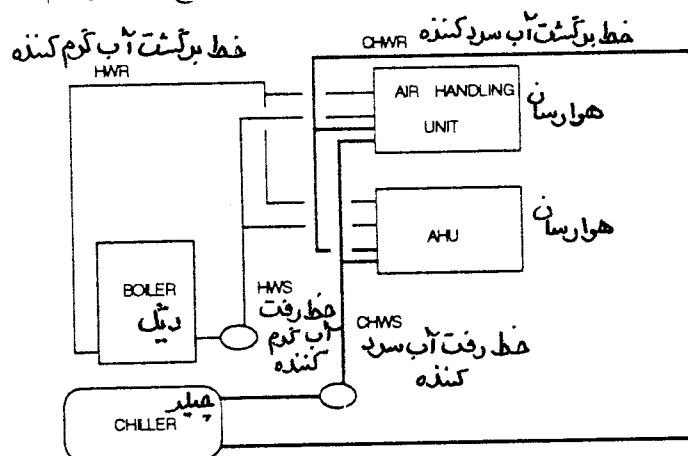 خط برگشت آب گرم کننده
HWR
خط برگشت آب سرد کننده
CHWR
AIR HANDLING
UNIT
هوارسان
AHU
هوارسان
BOILER
دیگ
HWS
خط رفت
آب گرم
کننده
CHWS
خط رفت آب سرد
کننده
چیلر
CHILLER